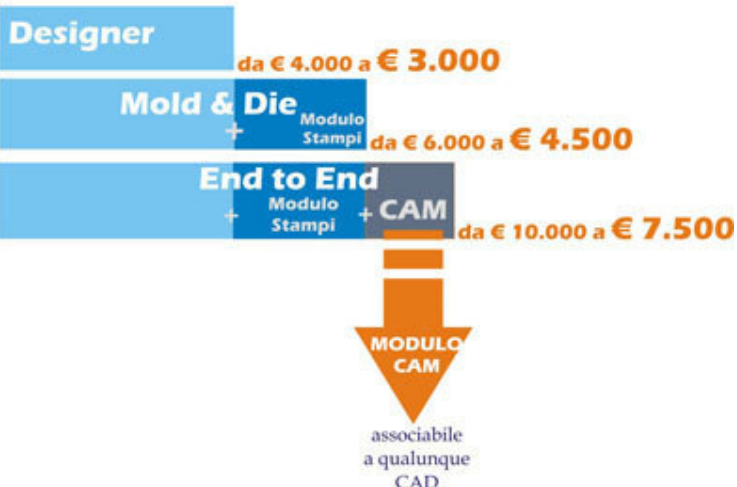 Designer
da € 4.000 a € 3.000
Mold & Die
+
Modulo
Stampi
da € 6.000 a € 4.500
End to End
+
Modulo
Stampi
+ CAM
da € 10.000 a € 7.500
MODULO
CAM
associabile
a qualunque
CAD